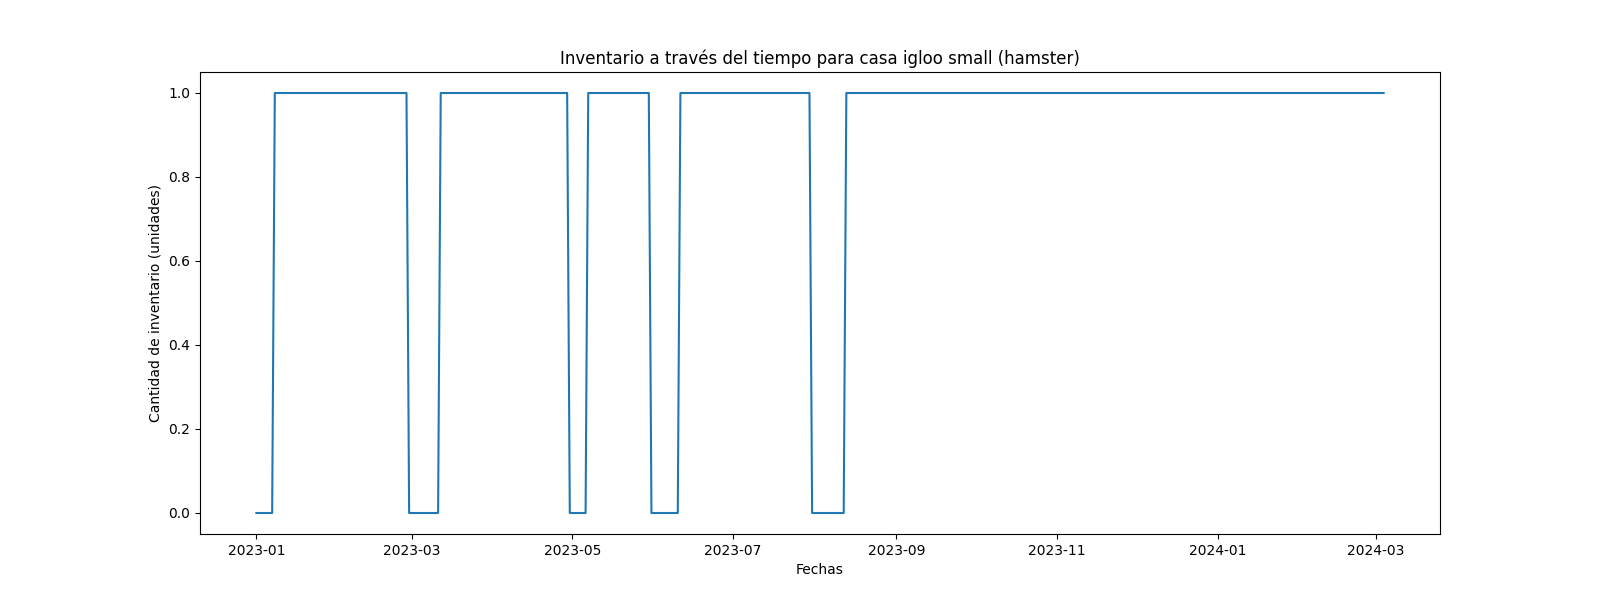 Inventario a través del tiempo para casa igloo small (hamster)
Cantidad de inventario (unidades)
1.0
0.8
0.6
0.4
0.2
0.0
2023-01 2023-03 2023-05 2023-07 2023-09 2023-11 2024-01 2024-03
Fechas